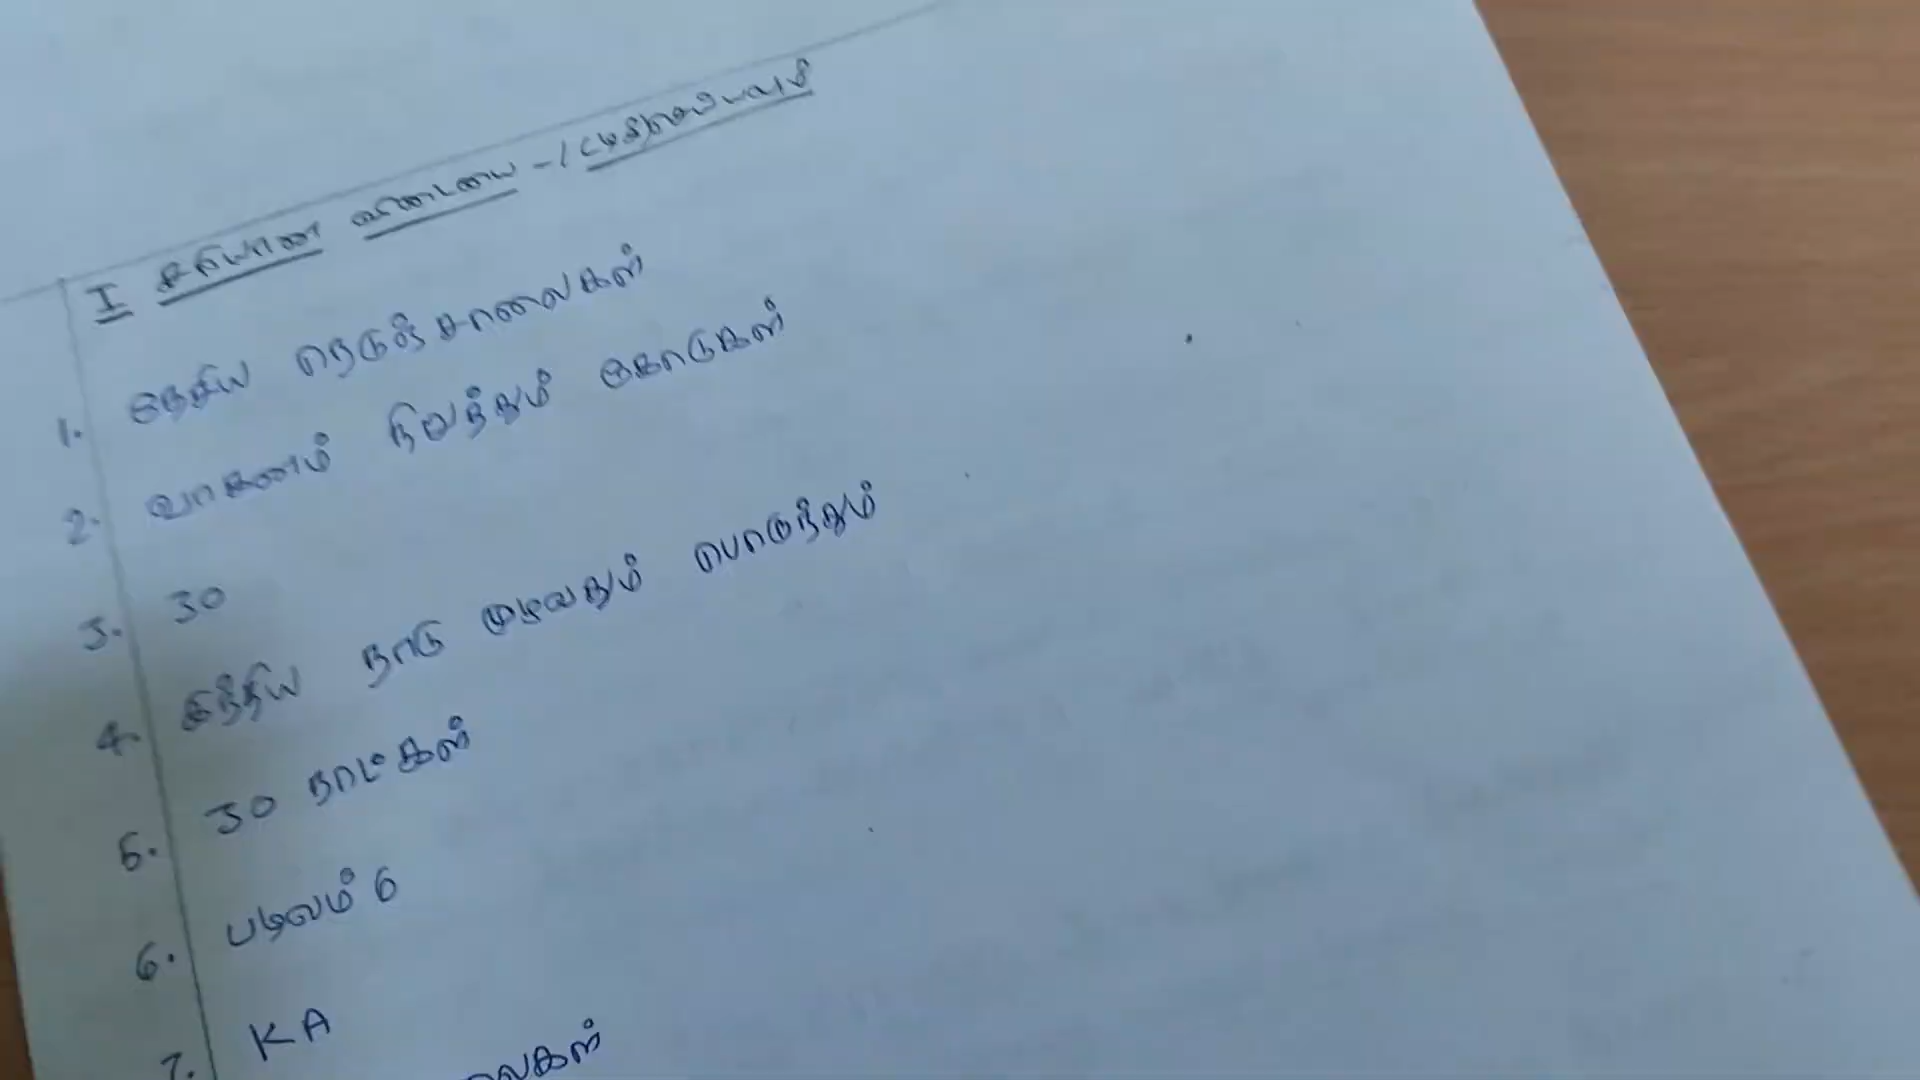 I சரியான விடையை
1. தேசிய நெடுஞ் சாலைகள்
2. வாகனம் நிறுத்தும் கோடுகள்
3. 30
4. இந்திய நாடு முழுவதும் பொருந்தும்
5. 30 நாட்கள்
6. படிவம் 6
7. KA
லைகள்